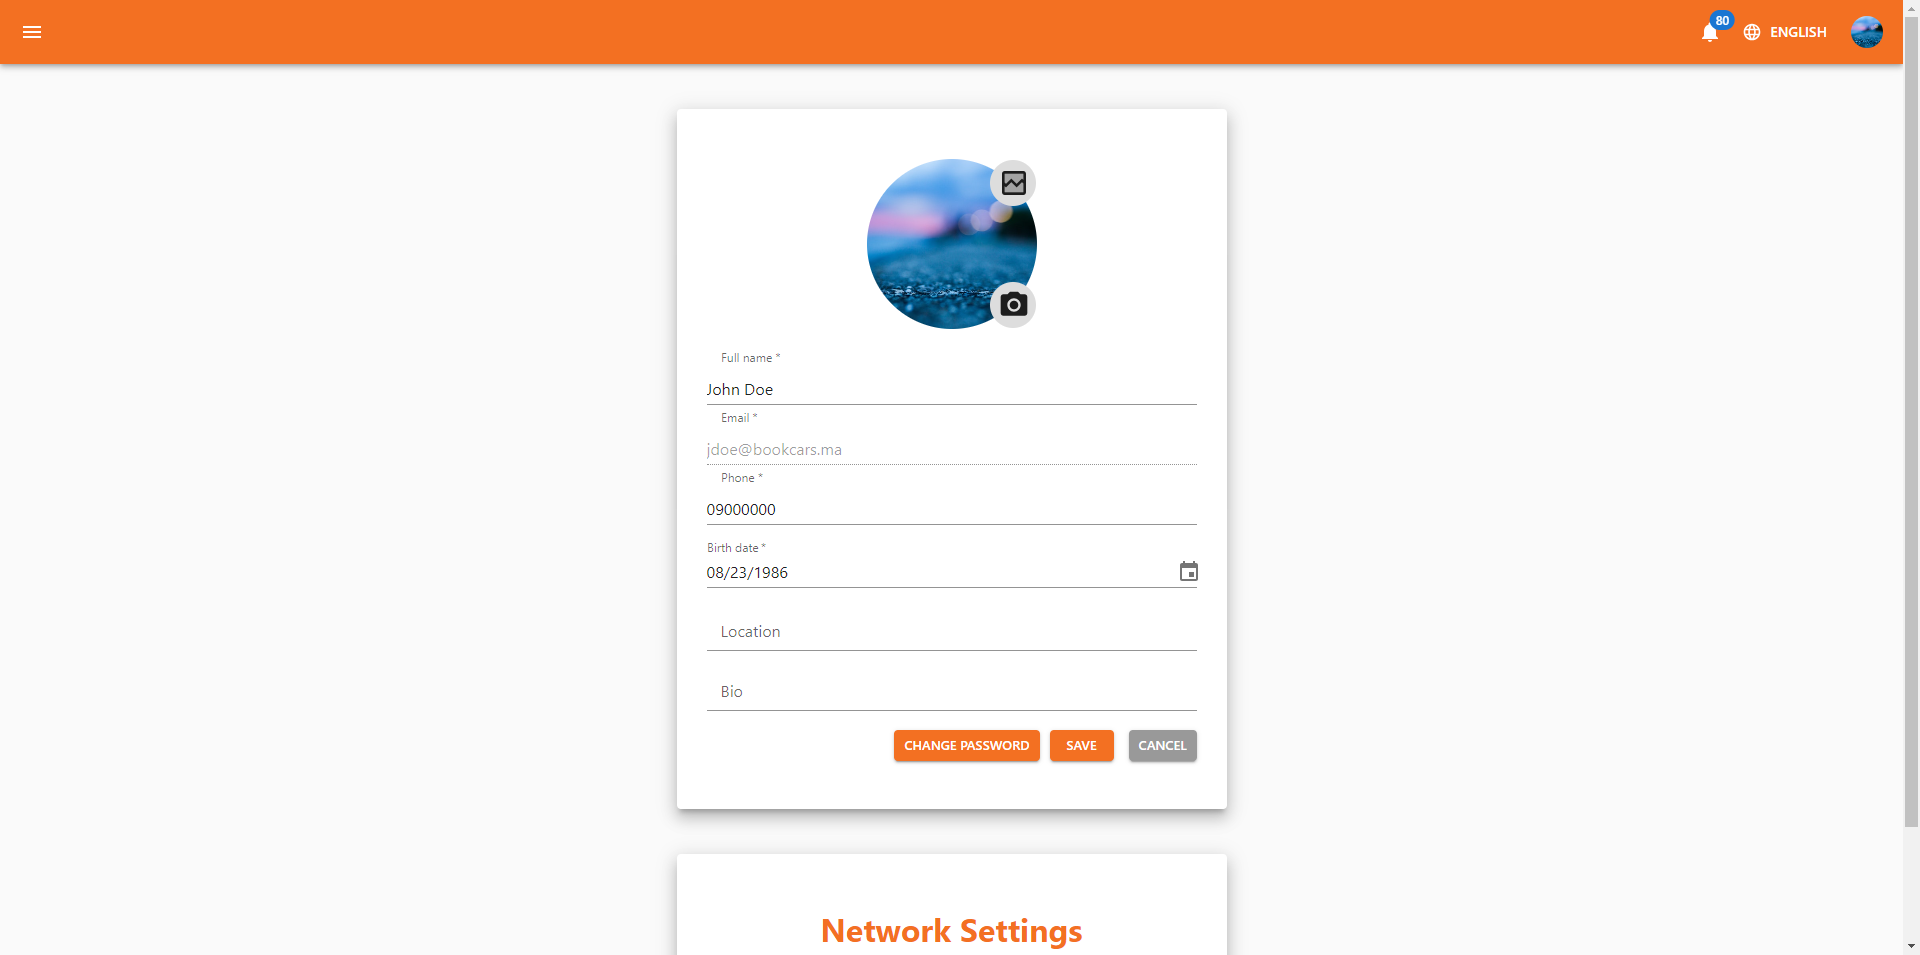 80
ENGLISH
Full name *
John Doe
Email *
jdoe@bookcars.ma
Phone *
09000000
Birth date *
08/23/1986
Location
Bio
CHANGE PASSWORD SAVE CANCEL
Network Settings